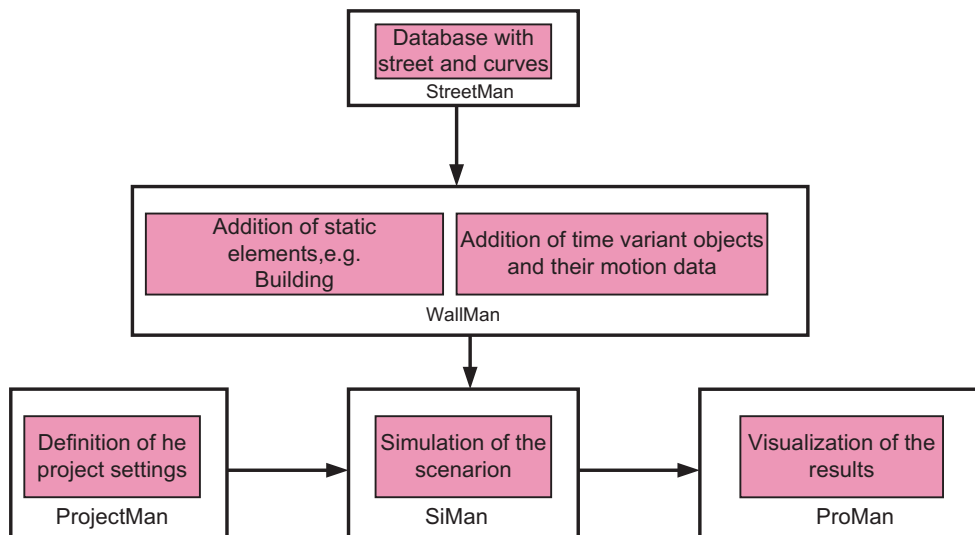 Database with
street and curves
StreetMan
Addition of static
elements,e.g.
Building
Addition of time variant objects
and their motion data
WallMan
Definition of he
project settings
ProjectMan
Simulation of the
scenarion
SiMan
Visualization of the
results
ProMan